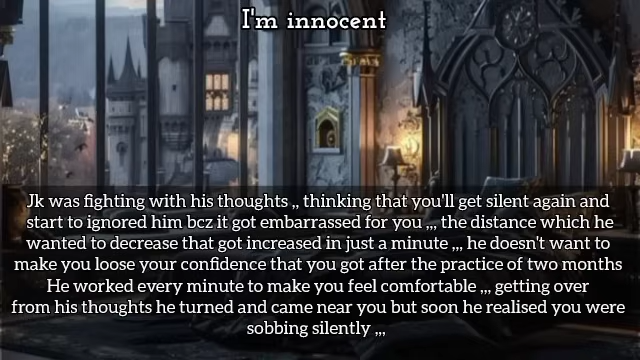 I'm innocent
Jk was fighting with his thoughts ,, thinking that you'll get silent again and
start to ignored him bcz it got embarrassed for you ,,, the distance which he
wanted to decrease that got increased in just a minute ,,, he doesn't want to
make you loose your confidence that you got after the practice of two months
He worked every minute to make you feel comfortable ,,, getting over
from his thoughts he turned and came near you but soon he realised you were
sobbing silently ,,,